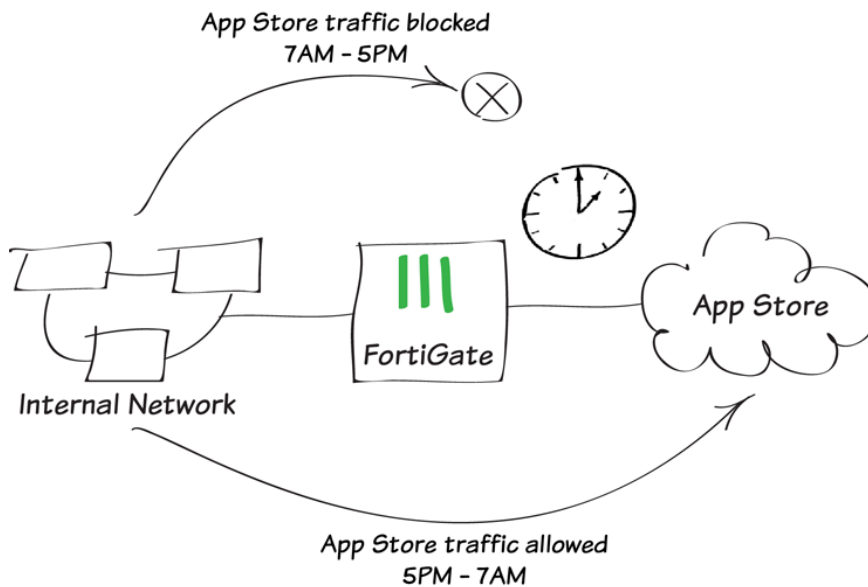 App Store traffic blocked
7AM - 5PM
App Store
FortiGate
Internal Network
App Store traffic allowed
5PM - 7AM